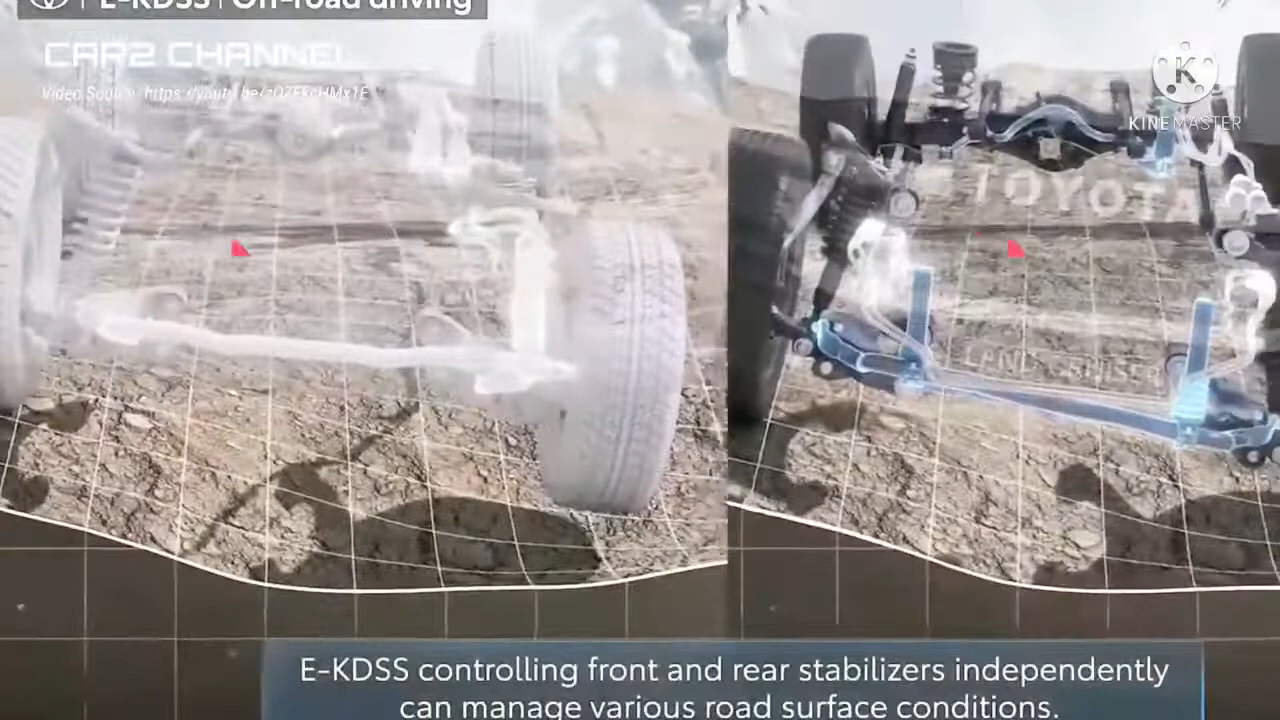 E-KDSS | Off-road driving
CAR2 CHANNEL
K
KINEMASTER
TOYOTA
E-KDSS controlling front and rear stabilizers independently
can manage various road surface conditions.